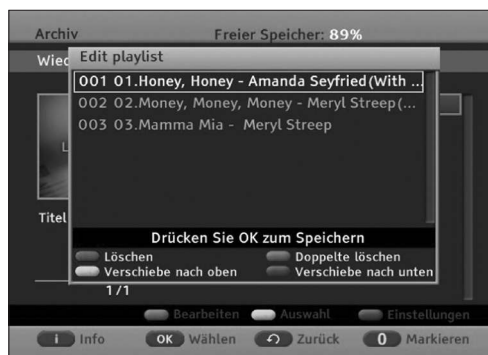 Archiv Freier Speicher: 89%
Wied
Edit playlist
001 01.Honey, Honey - Amanda Seyfried(With ...
002 02.Money, Money, Money - Meryl Streep(...
003 03.Mamma Mia - Meryl Streep
L
Titel
Drücken Sie OK zum Speichern
Löschen Doppelte löschen
Verschiebe nach oben Verschiebe nach unten
1/1
Bearbeiten Auswahl Einstellungen
i Info OK Wählen Zurück 0 Markieren